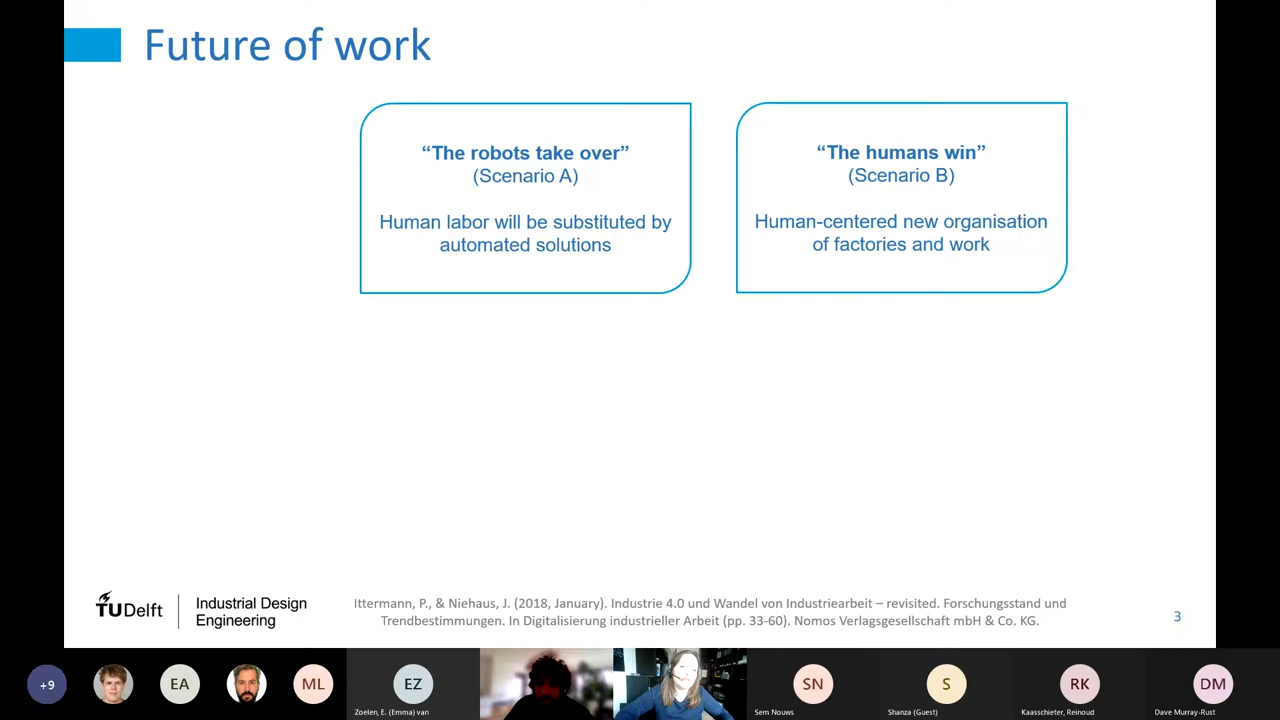 Future of work
“The robots take over”
(Scenario A)
Human labor will be substituted by
automated solutions
“The humans win”
(Scenario B)
Human-centered new organisation
of factories and work
TUDelft
Industrial Design
Engineering
Ittermann, P., & Niehaus, J. (2018, January). Industrie 4.0 und Wandel von Industriearbeit – revisited. Forschungsstand und
Trendbestimmungen. In Digitalisierung industrieller Arbeit (pp. 33-60). Nomos Verlagsgesellschaft mbH & Co. KG.
3
+9
EA
ML
EZ
Zoelen, E. (Emma) van
SN
Sem Nouws
S
Shanza (Guest)
RK
Kaasschieter, Reinoud
DM
Dave Murray-Rust